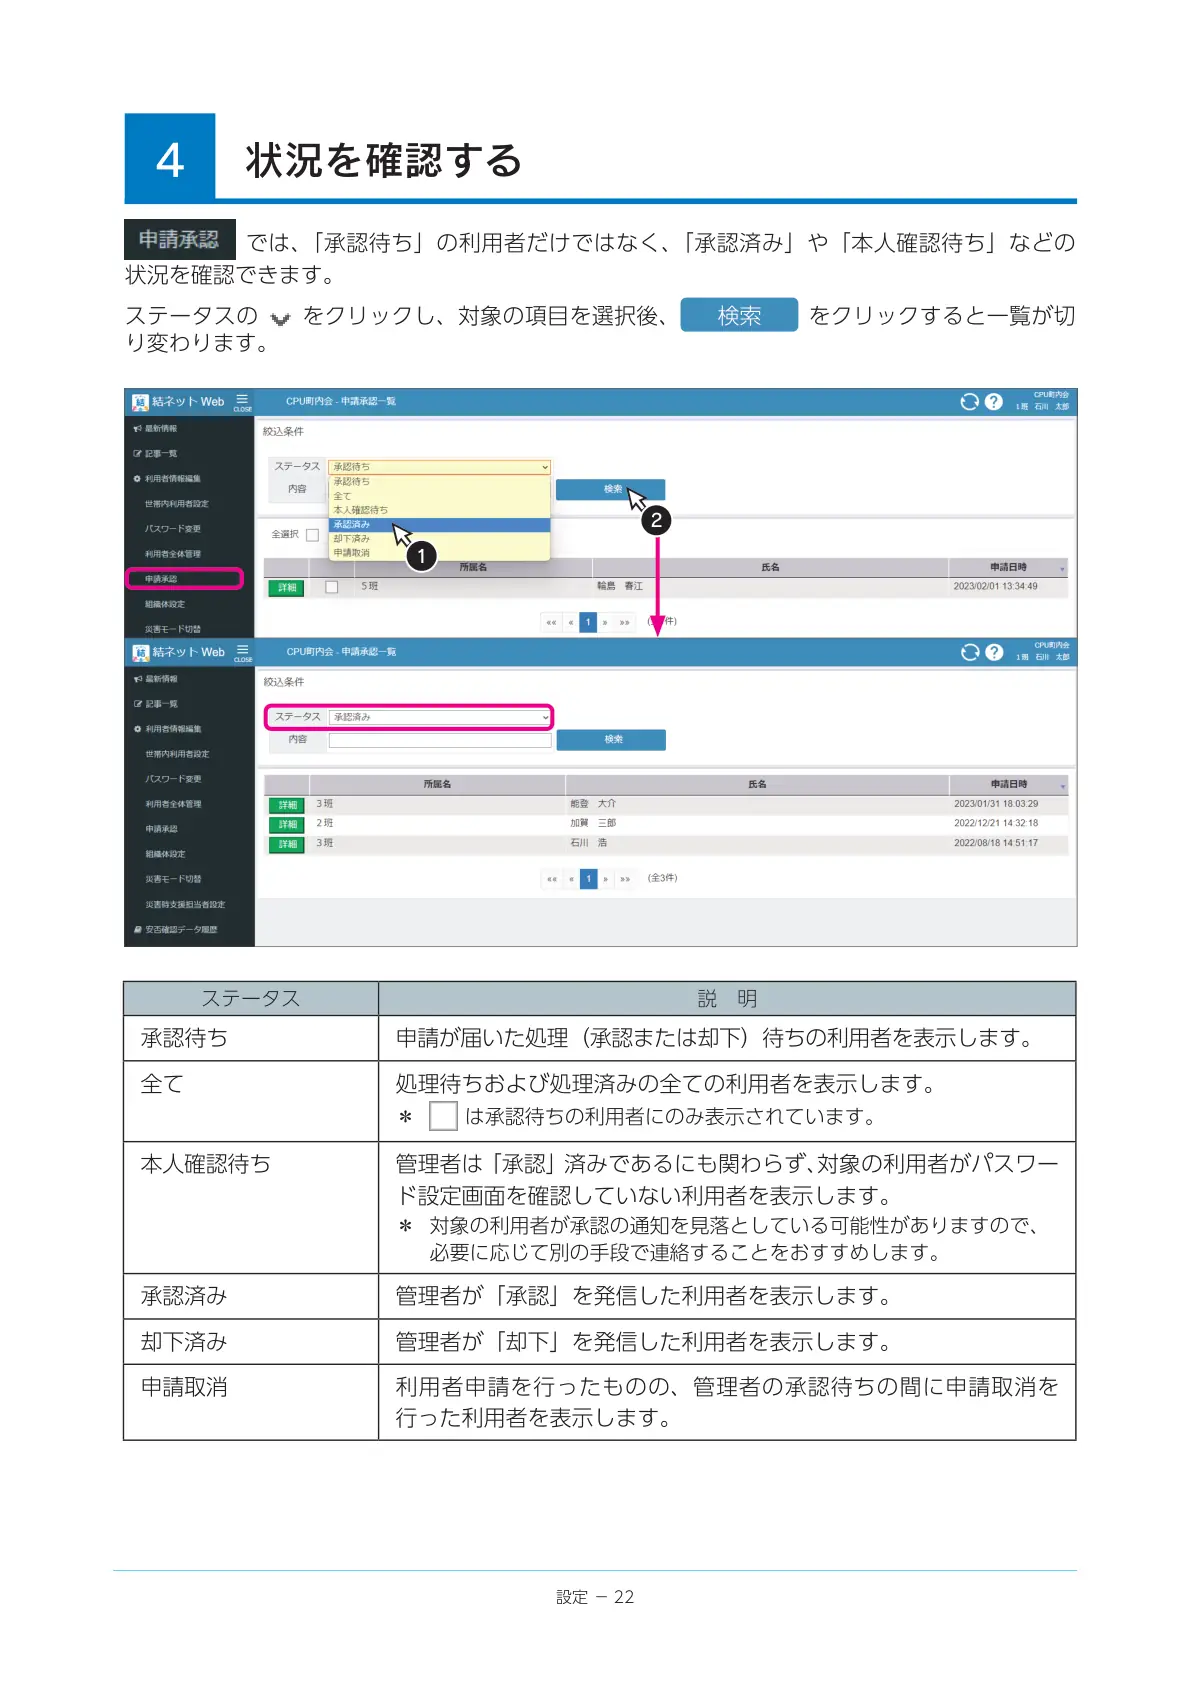 4 状況を確認する
申請承認 では、「承認待ち」の利用者だけではなく、「承認済み」や「本人確認待ち」などの
状況を確認できます。
ステータスの をクリックし、対象の項目を選択後、 検索 をクリックすると一覧が切
り変わります。
結ネット Web CLOSE CPU町内会 - 申請承認一覧 ? CPU町内会
1班 石川 太郎
最新情報
記事一覧
利用者情報編集
世帯内利用者設定
パスワード変更
利用者全体管理
申請承認
組織体設定
災害モード切替
絞込条件
ステータス 承認待ち
内容 検索
承認待ち
全て
本人確認待ち
承認済み
却下済み
申請取消
1
2
全選択
所属名 氏名 申請日時
詳細 5班 輪島 春江 2023/02/01 13:34:49
«« « 1 » »» (全 件)
結ネット Web CLOSE CPU町内会 - 申請承認一覧 ? CPU町内会
1班 石川 太郎
最新情報
記事一覧
利用者情報編集
世帯内利用者設定
パスワード変更
利用者全体管理
申請承認
組織体設定
災害モード切替
災害時支援担当者設定
安否確認データ履歴
絞込条件
ステータス 承認済み
内容 検索
所属名 氏名 申請日時
詳細 3班 能登 大介 2023/01/31 18:03:29
詳細 2班 加賀 三郎 2022/12/21 14:32:18
詳細 3班 石川 浩 2022/08/18 14:51:17
«« « 1 » »» (全3件)
ステータス 説 明
承認待ち 申請が届いた処理（承認または却下）待ちの利用者を表示します。
全て 処理待ちおよび処理済みの全ての利用者を表示します。
＊ は承認待ちの利用者にのみ表示されています。
本人確認待ち 管理者は「承認」済みであるにも関わらず、対象の利用者がパスワー
ド設定画面を確認していない利用者を表示します。
＊ 対象の利用者が承認の通知を見落としている可能性がありますので、
必要に応じて別の手段で連絡することをおすすめします。
承認済み 管理者が「承認」を発信した利用者を表示します。
却下済み 管理者が「却下」を発信した利用者を表示します。
申請取消 利用者申請を行ったものの、管理者の承認待ちの間に申請取消を
行った利用者を表示します。
設定 － 22